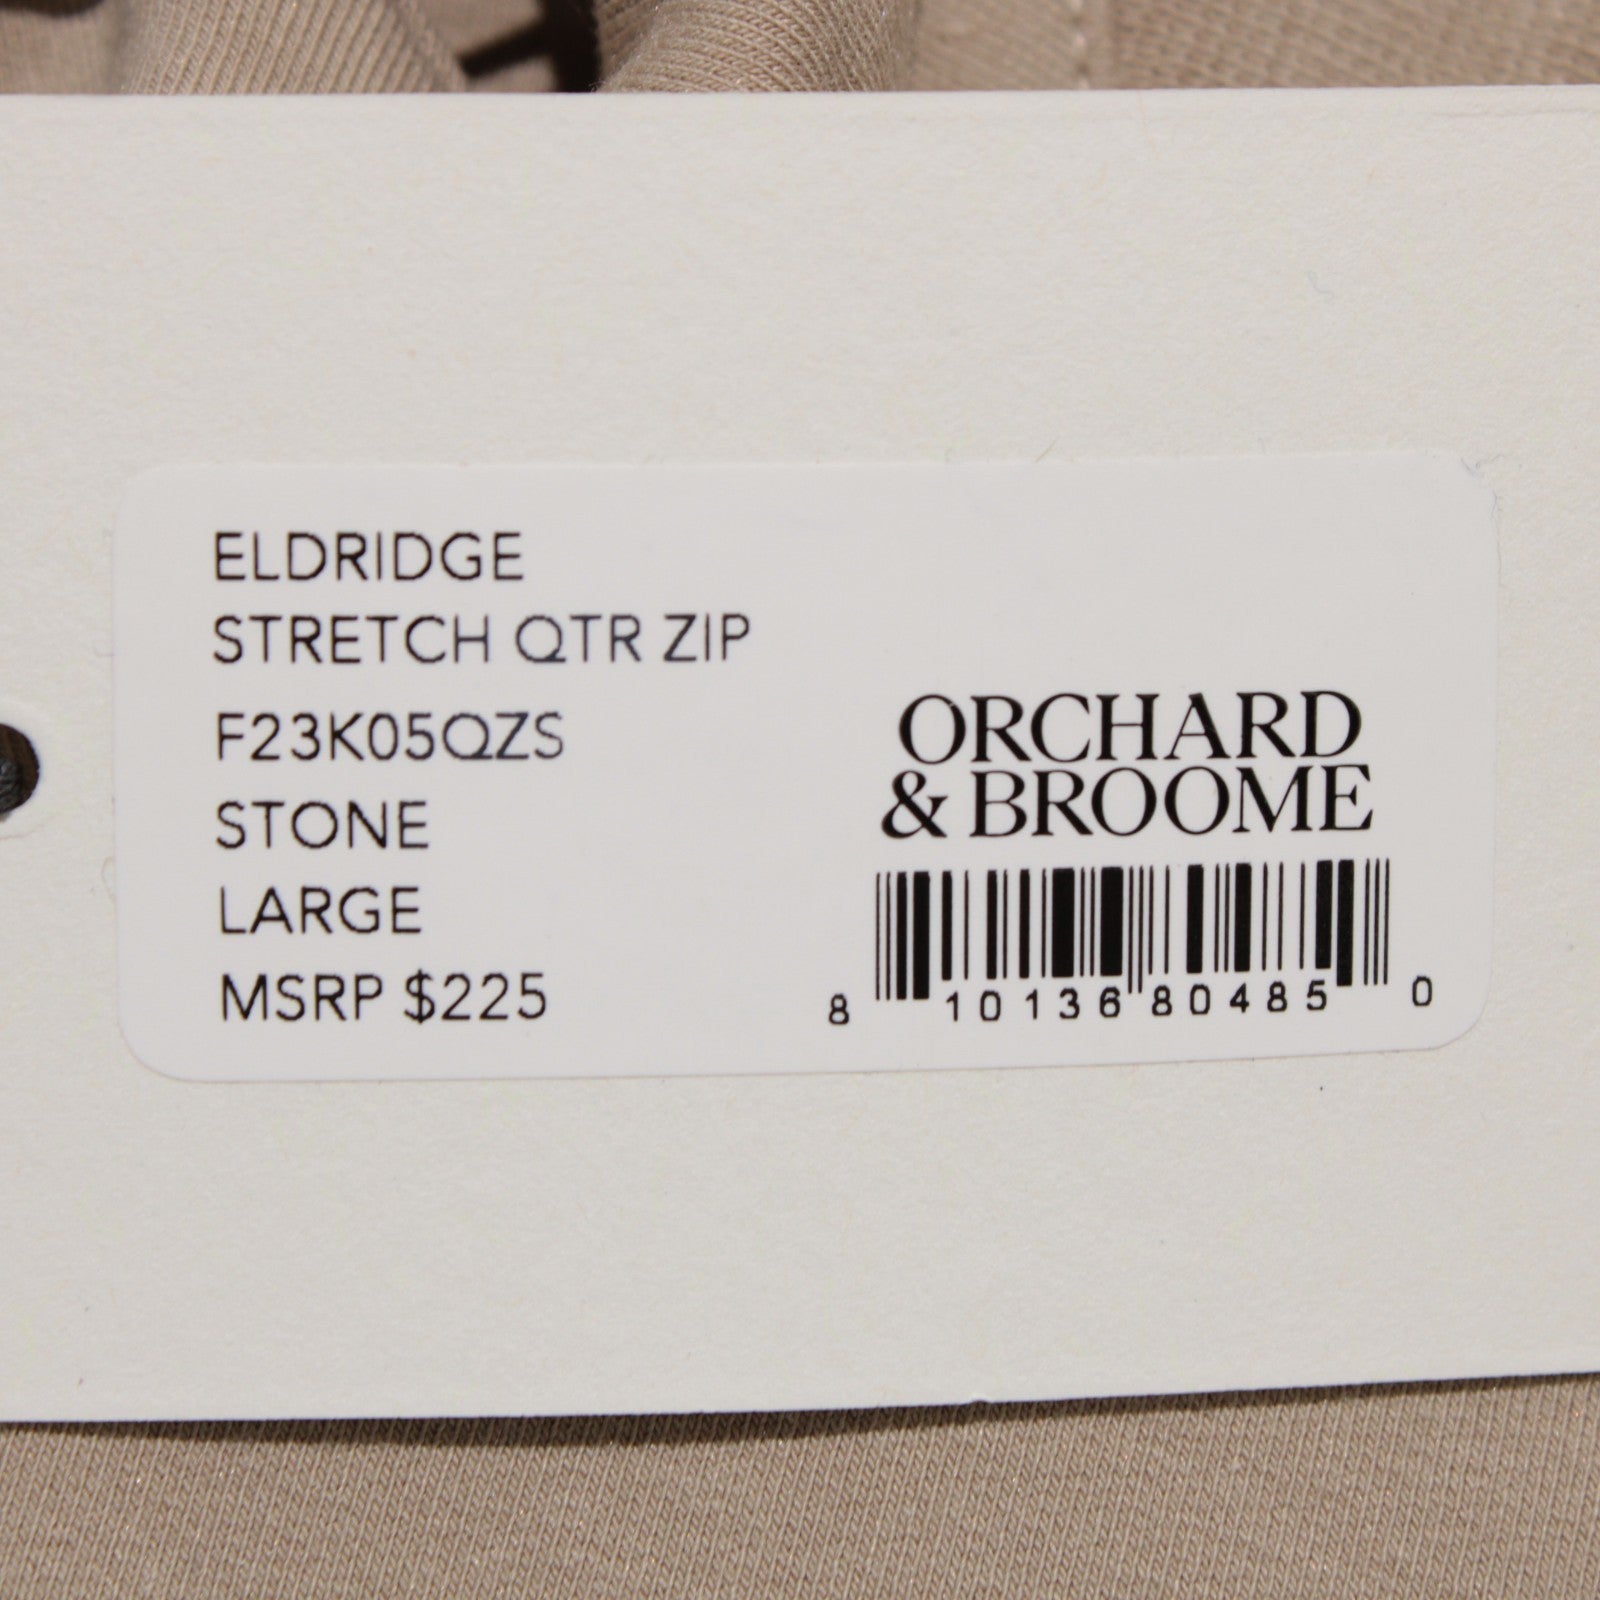 ELDRIDGE
STRETCH QTR ZIP
F23K05QZS
STONE
LARGE
MSRP $225
ORCHARD
& BROOME
8 10136 80485 0